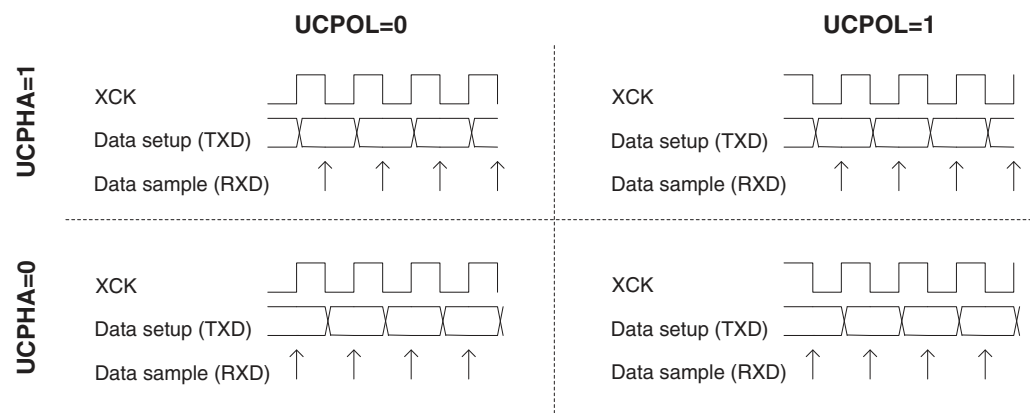 UCPOL=0
UCPOL=1
UCPHA=1
XCK
Data setup (TXD)
Data sample (RXD)
XCK
Data setup (TXD)
Data sample (RXD)
UCPHA=0
XCK
Data setup (TXD)
Data sample (RXD)
XCK
Data setup (TXD)
Data sample (RXD)